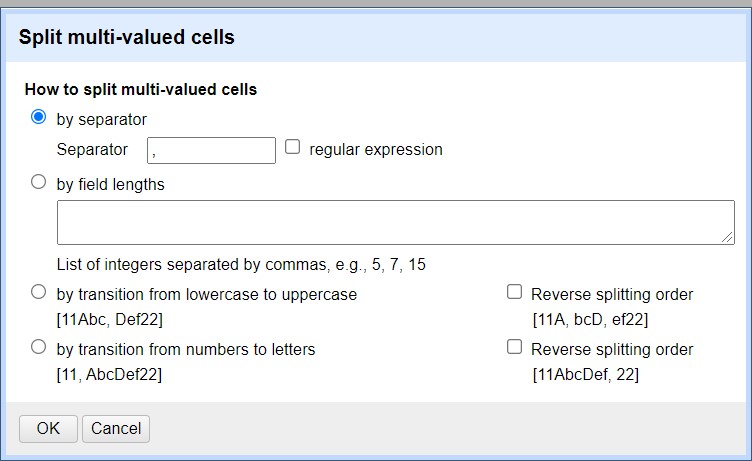 Split multi-valued cells
How to split multi-valued cells
by separator
Separator , regular expression
by field lengths
List of integers separated by commas, e.g., 5, 7, 15
by transition from lowercase to uppercase Reverse splitting order
[11Abc, Def22] [11A, bcD, ef22]
by transition from numbers to letters Reverse splitting order
[11, AbcDef22] [11AbcDef, 22]
OK Cancel